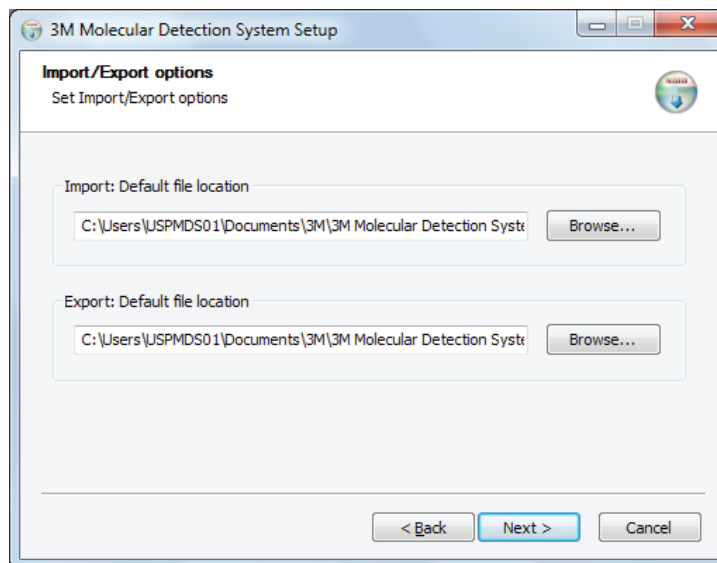 3M Molecular Detection System Setup
Import/Export options
Set Import/Export options
Import: Default file location
C:\Users\USPMDS01\Documents\3M\3M Molecular Detection Syste
Browse...
Export: Default file location
C:\Users\USPMDS01\Documents\3M\3M Molecular Detection Syste
Browse...
< Back
Next >
Cancel